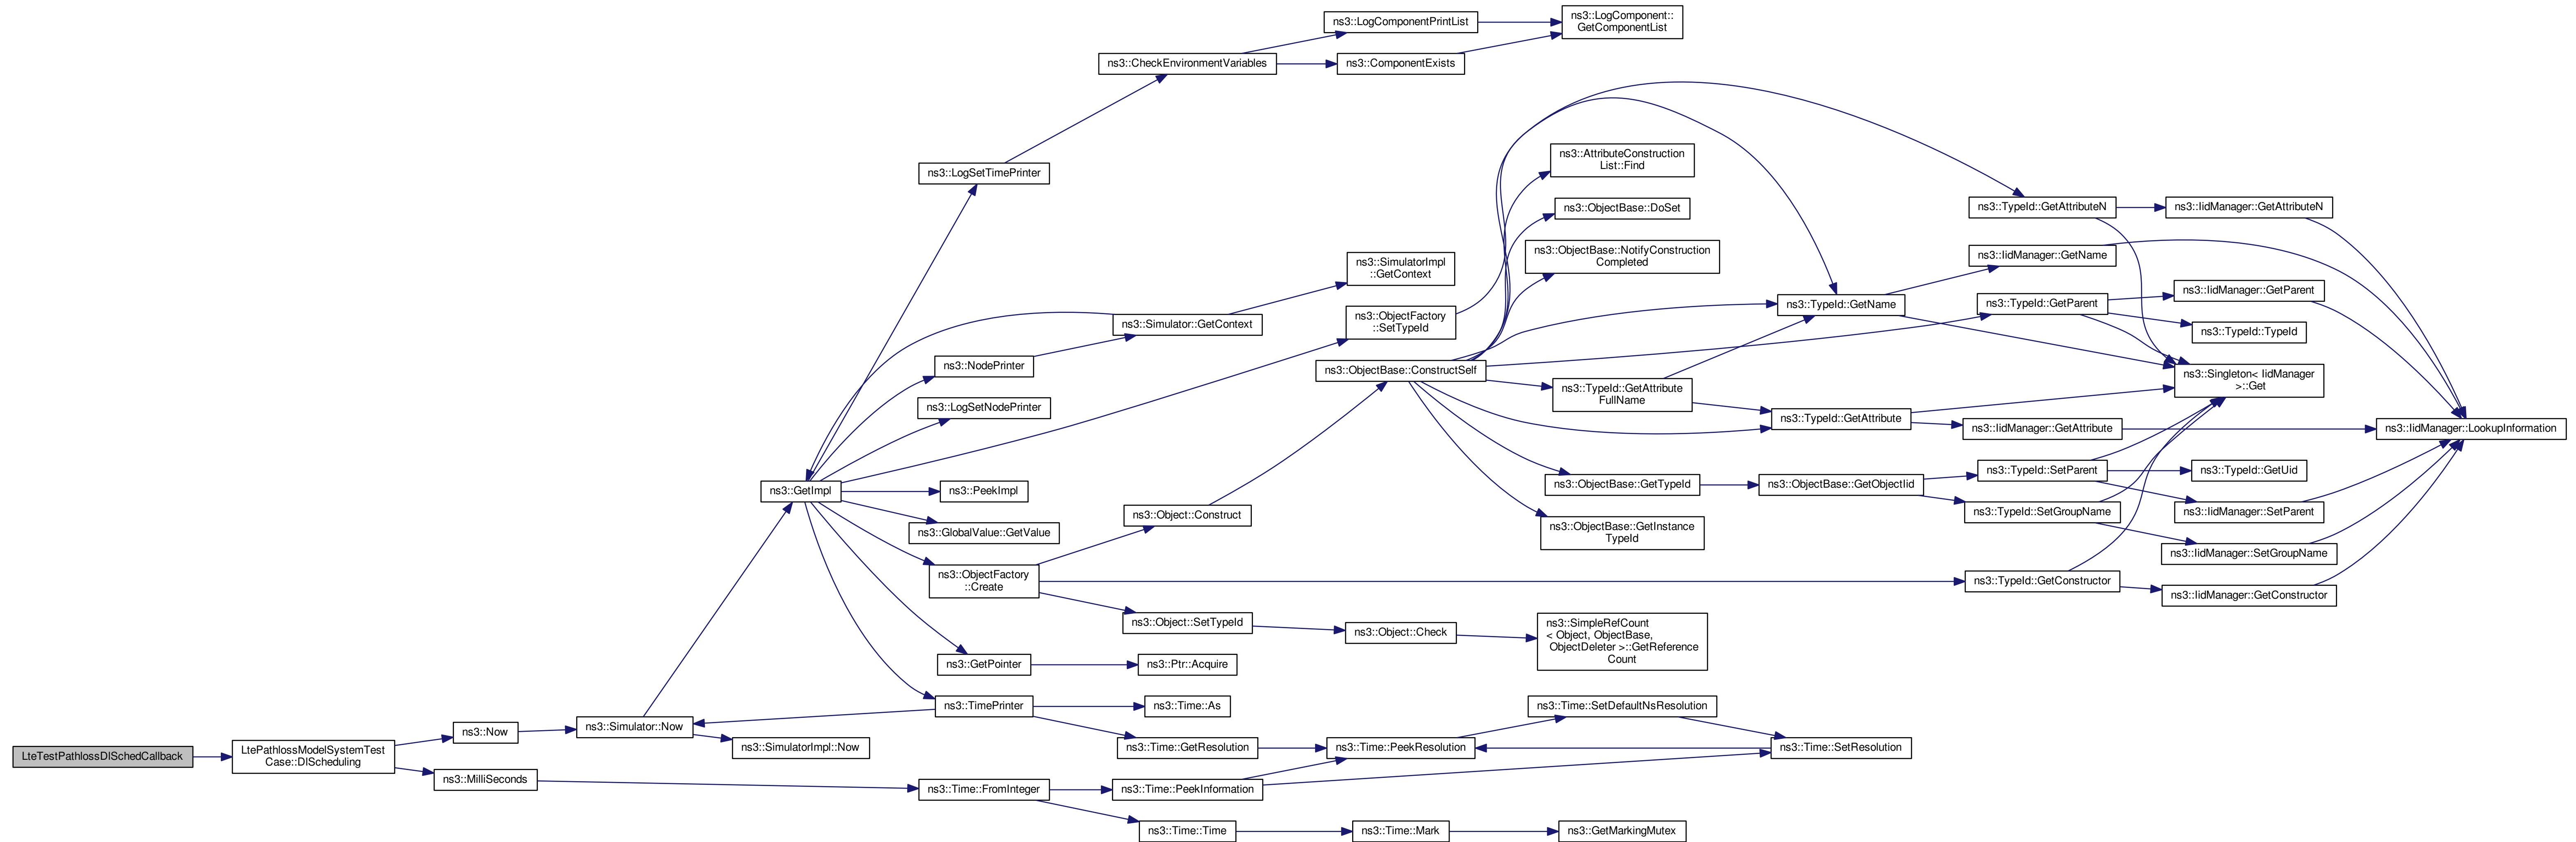 LteTestPathlossDlSchedCallback
LtePathlossModelSystemTest
Case::DlScheduling
ns3::Now
ns3::MilliSeconds
ns3::Simulator::Now
ns3::SimulatorImpl::Now
ns3::GetImpl
ns3::LogSetTimePrinter
ns3::NodePrinter
ns3::LogSetNodePrinter
ns3::PeekImpl
ns3::GlobalValue::GetValue
ns3::ObjectFactory
::Create
ns3::GetPointer
ns3::TimePrinter
ns3::Time::FromInteger
ns3::CheckEnvironmentVariables
ns3::Simulator::GetContext
ns3::Object::Construct
ns3::Object::SetTypeId
ns3::Ptr::Acquire
ns3::Time::As
ns3::Time::GetResolution
ns3::Time::PeekInformation
ns3::Time::Time
ns3::LogComponentPrintList
ns3::ComponentExists
ns3::SimulatorImpl
::GetContext
ns3::ObjectFactory
::SetTypeId
ns3::ObjectBase::ConstructSelf
ns3::Object::Check
ns3::Time::PeekResolution
ns3::Time::Mark
ns3::LogComponent::
GetComponentList
ns3::AttributeConstruction
List::Find
ns3::ObjectBase::DoSet
ns3::ObjectBase::NotifyConstruction
Completed
ns3::TypeId::GetAttribute
FullName
ns3::ObjectBase::GetTypeId
ns3::ObjectBase::GetInstance
TypeId
ns3::SimpleRefCount
< Object, ObjectBase,
ObjectDeleter >::GetReference
Count
ns3::Time::SetDefaultNsResolution
ns3::GetMarkingMutex
ns3::TypeId::GetName
ns3::TypeId::GetAttribute
ns3::ObjectBase::GetObjectIid
ns3::Time::SetResolution
ns3::TypeId::GetAttributeN
ns3::IidManager::GetName
ns3::TypeId::GetParent
ns3::IidManager::GetAttribute
ns3::TypeId::SetParent
ns3::TypeId::SetGroupName
ns3::TypeId::GetConstructor
ns3::IidManager::GetAttributeN
ns3::IidManager::GetParent
ns3::TypeId::TypeId
ns3::Singleton< IidManager
>::Get
ns3::TypeId::GetUid
ns3::IidManager::SetParent
ns3::IidManager::SetGroupName
ns3::IidManager::GetConstructor
ns3::IidManager::LookupInformation